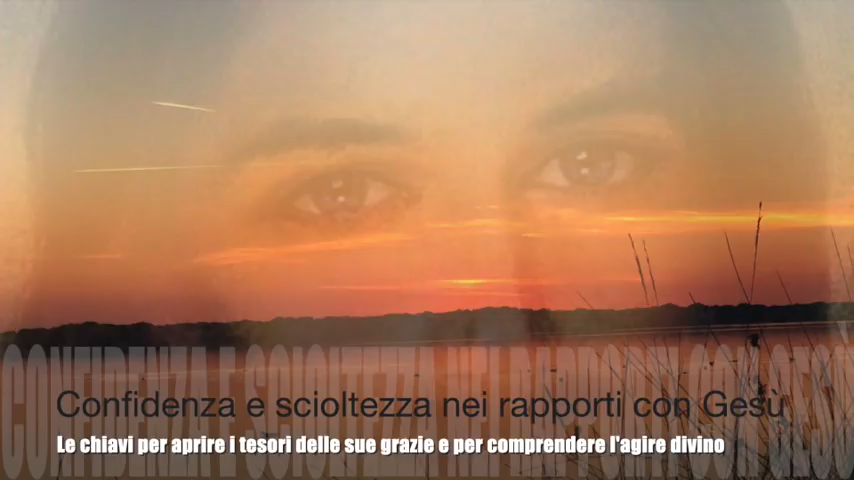 CONFIDENZA E SCIOLTEZZA NEI RAPPORTI CON GESÙ
Confidenza e scioltezza nei rapporti con Gesù
Le chiavi per aprire i tesori delle sue grazie e per comprendere l'agire divino